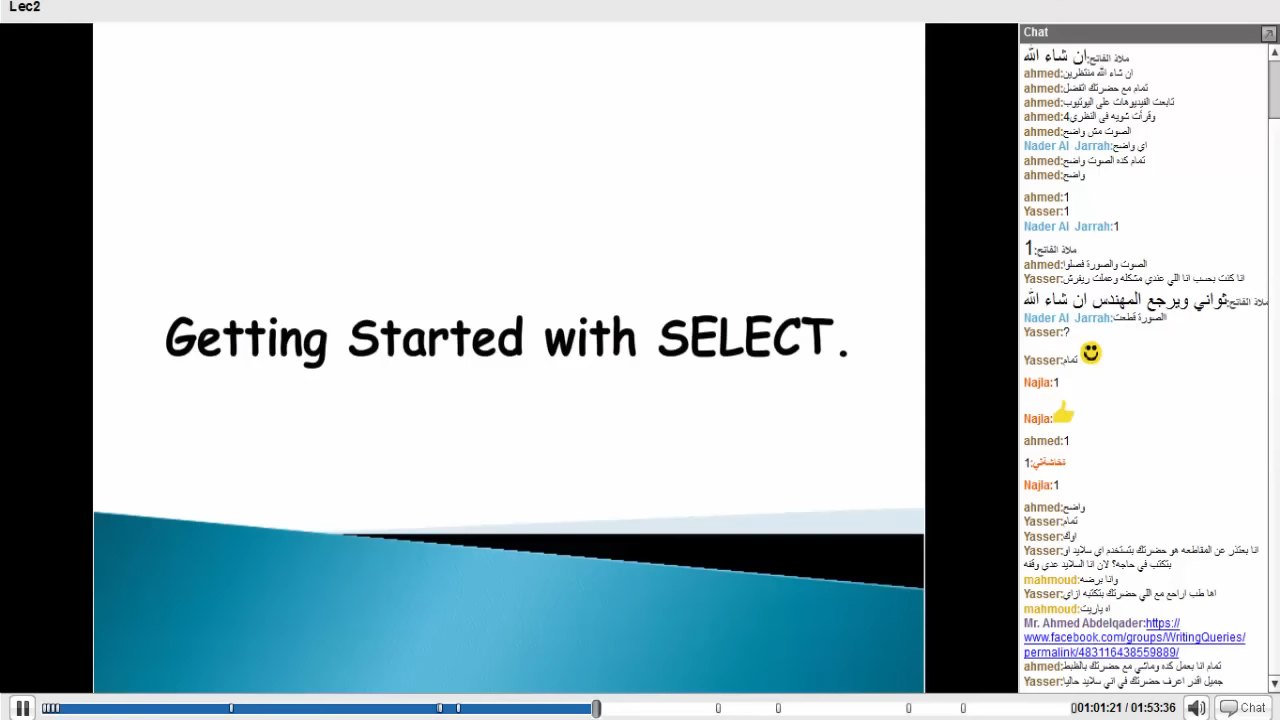 Lec2
Getting Started with SELECT.
Chat
ملاذ الفاتح:ان شاء الله
ahmed:ان شاء الله منتظرين
ahmed:تمام مع حضرتك اتفضل
ahmed:تابعت الفيديوهات على اليوتيوب
ahmed:وقرأت شويه فى النظرى4
ahmed:الصوت مش واضح
Nader Al Jarrah:اي واضح
ahmed:تمام كده الصوت واضح
ahmed:واضح
ahmed:1
Yasser:1
Nader Al Jarrah:1
ملاذ الفاتح:1
ahmed:الصوت والصورة فصلوا
Yasser:انا كنت بحسب انا اللي عندي مشكله وعملت ريفرش
ملاذ الفاتح:ثواني ويرجع المهندس ان شاء الله
Nader Al Jarrah:الصورة قطعت
Yasser:?
Yasser:تمام
Najla:1
Najla:
ahmed:1
:1
Najla:1
ahmed:واضح
Yasser:تمام
Yasser:اوك
Yasser:انا بعتذر عن المقاطعه هو حضرتك بتستخدم اي سلايد او
بتكتب في حاجه؟ لان انا السلايد عدي وقفه
mahmoud:وانا برضه
Yasser:اها طب اراجع مع اللي حضرتك بتكتبه ازاي
mahmoud:اه ياريت
Mr. Ahmed Abdelqader:https://
www.facebook.com/groups/WritingQueries/
permalink/483116438559889/
ahmed:تمام انا بعمل كده وماشي مع حضرتك بالظبط
Yasser:جميل اقدر اعرف حضرتك في اني سلايد حاليا
01:01:21 / 01:53:36
Chat